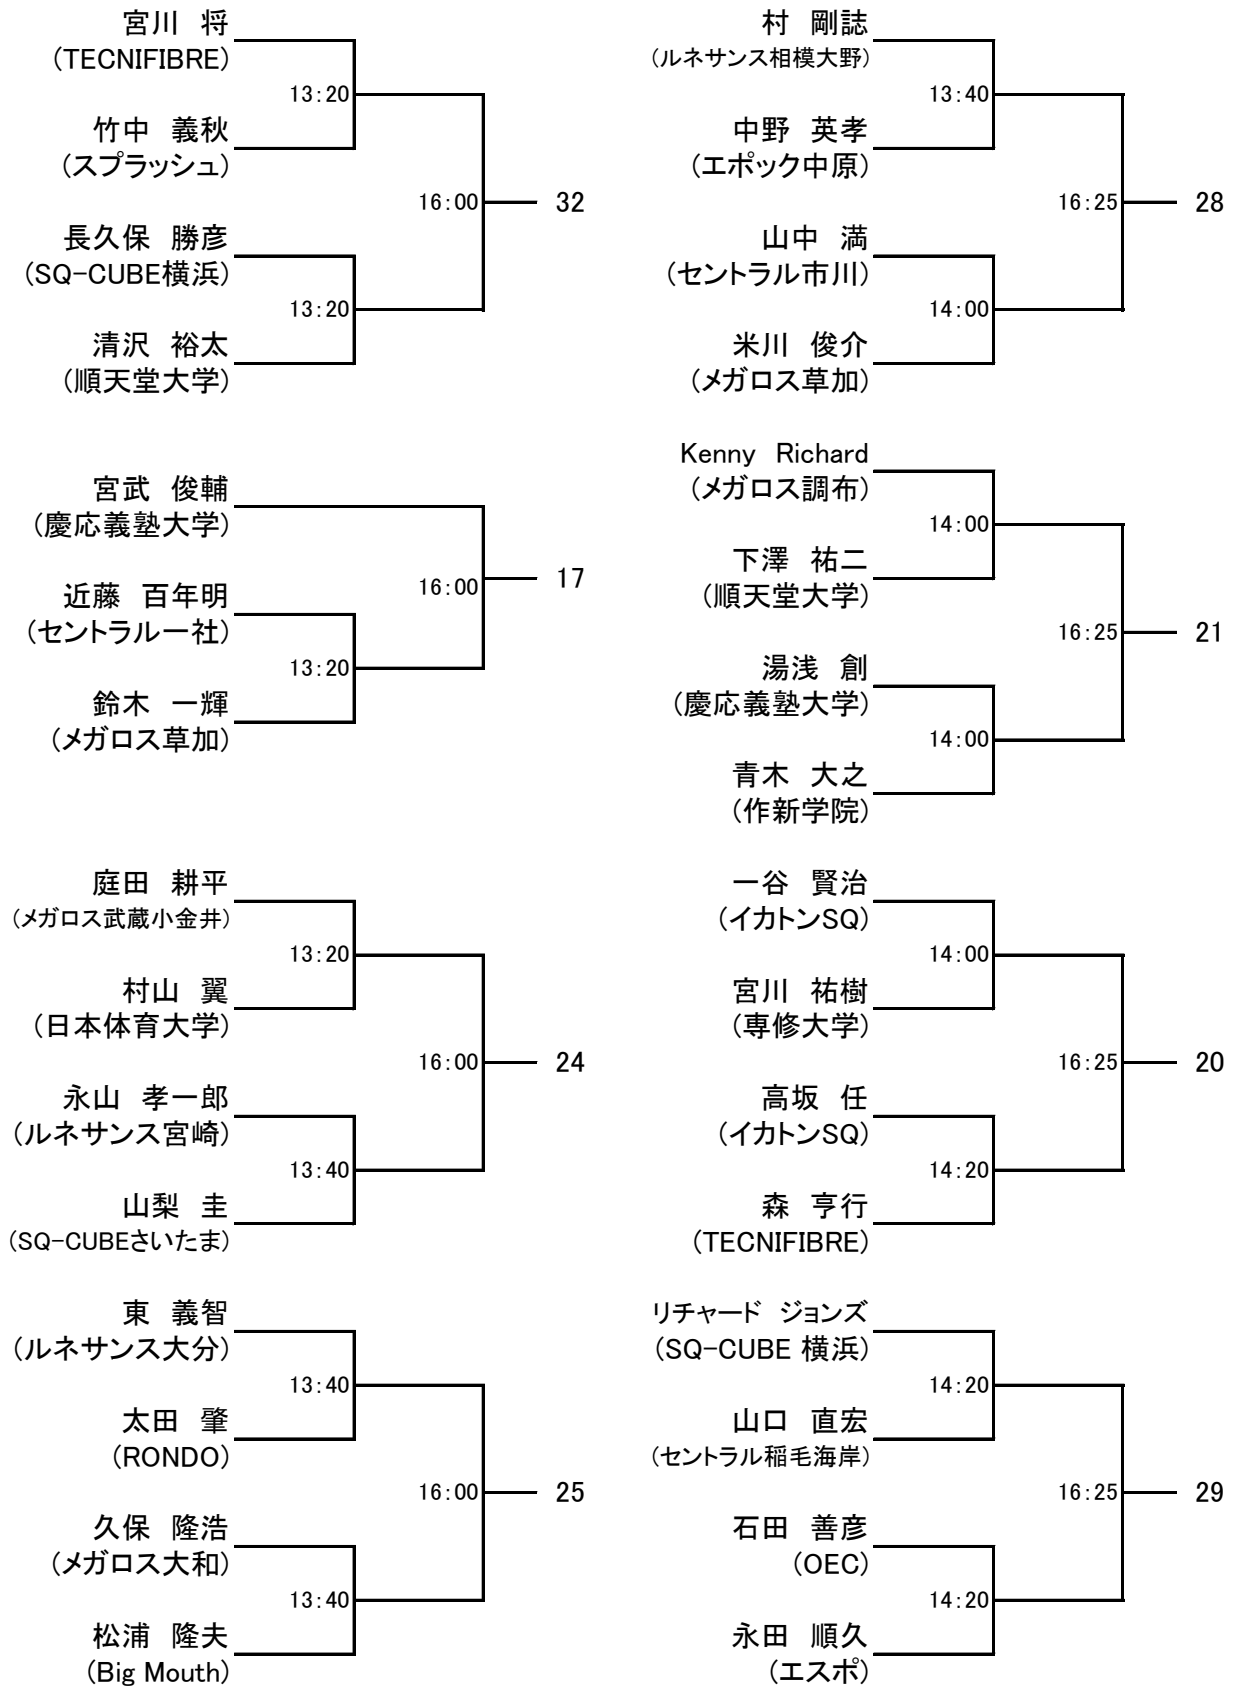 宮川　将
(TECNIFIBRE)
13:20
竹中　義秋
(スプラッシュ)
16:00
32
長久保　勝彦
(SQ-CUBE横浜)
13:20
清沢　裕太
(順天堂大学)
宮武　俊輔
(慶応義塾大学)
16:00
17
近藤　百年明
(セントラル一社)
13:20
鈴木　一輝
(メガロス草加)
庭田　耕平
(メガロス武蔵小金井)
13:20
村山　翼
(日本体育大学)
16:00
24
永山　孝一郎
(ルネサンス宮崎)
13:40
山梨　圭
(SQ-CUBEさいたま)
東　義智
(ルネサンス大分)
13:40
太田　肇
(RONDO)
16:00
25
久保　隆浩
(メガロス大和)
13:40
松浦　隆夫
(Big Mouth)
村　剛誌
(ルネサンス相模大野)
13:40
中野　英孝
(エポック中原)
16:25
28
山中　満
(セントラル市川)
14:00
米川　俊介
(メガロス草加)
Kenny　Richard
(メガロス調布)
14:00
下澤　祐二
(順天堂大学)
16:25
21
湯浅　創
(慶応義塾大学)
14:00
青木　大之
(作新学院)
一谷　賢治
(イカトンSQ)
14:00
宮川　祐樹
(専修大学)
16:25
20
高坂　任
(イカトンSQ)
14:20
森　亨行
(TECNIFIBRE)
リチャード　ジョンズ
(SQ-CUBE 横浜)
14:20
山口　直宏
(セントラル稲毛海岸)
16:25
29
石田　善彦
(OEC)
14:20
永田　順久
(エスポ)